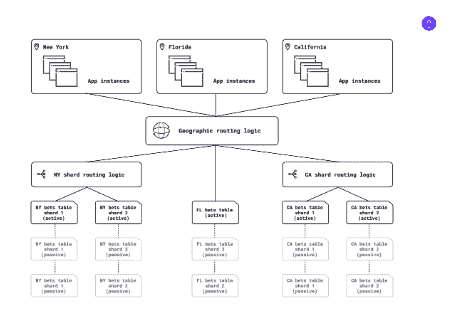 New York
Florida
California
App instances
App instances
App instances
Geographic routing logic
NY shard routing logic
CA shard routing logic
NY bets table
shard 1
(active)
NY bets table
shard 2
(active)
FL bets table
(active)
CA bets table
shard 1
(active)
CA bets table
shard 2
(active)
NY bets table
shard 1
(passive)
NY bets table
shard 2
(passive)
FL bets table
shard 2
(passive)
CA bets table
shard 1
(passive)
CA bets table
shard 2
(passive)
NY bets table
shard 1
(passive)
NY bets table
shard 2
(passive)
FL bets table
shard 2
(passive)
CA bets table
shard 1
(passive)
CA bets table
shard 2
(passive)